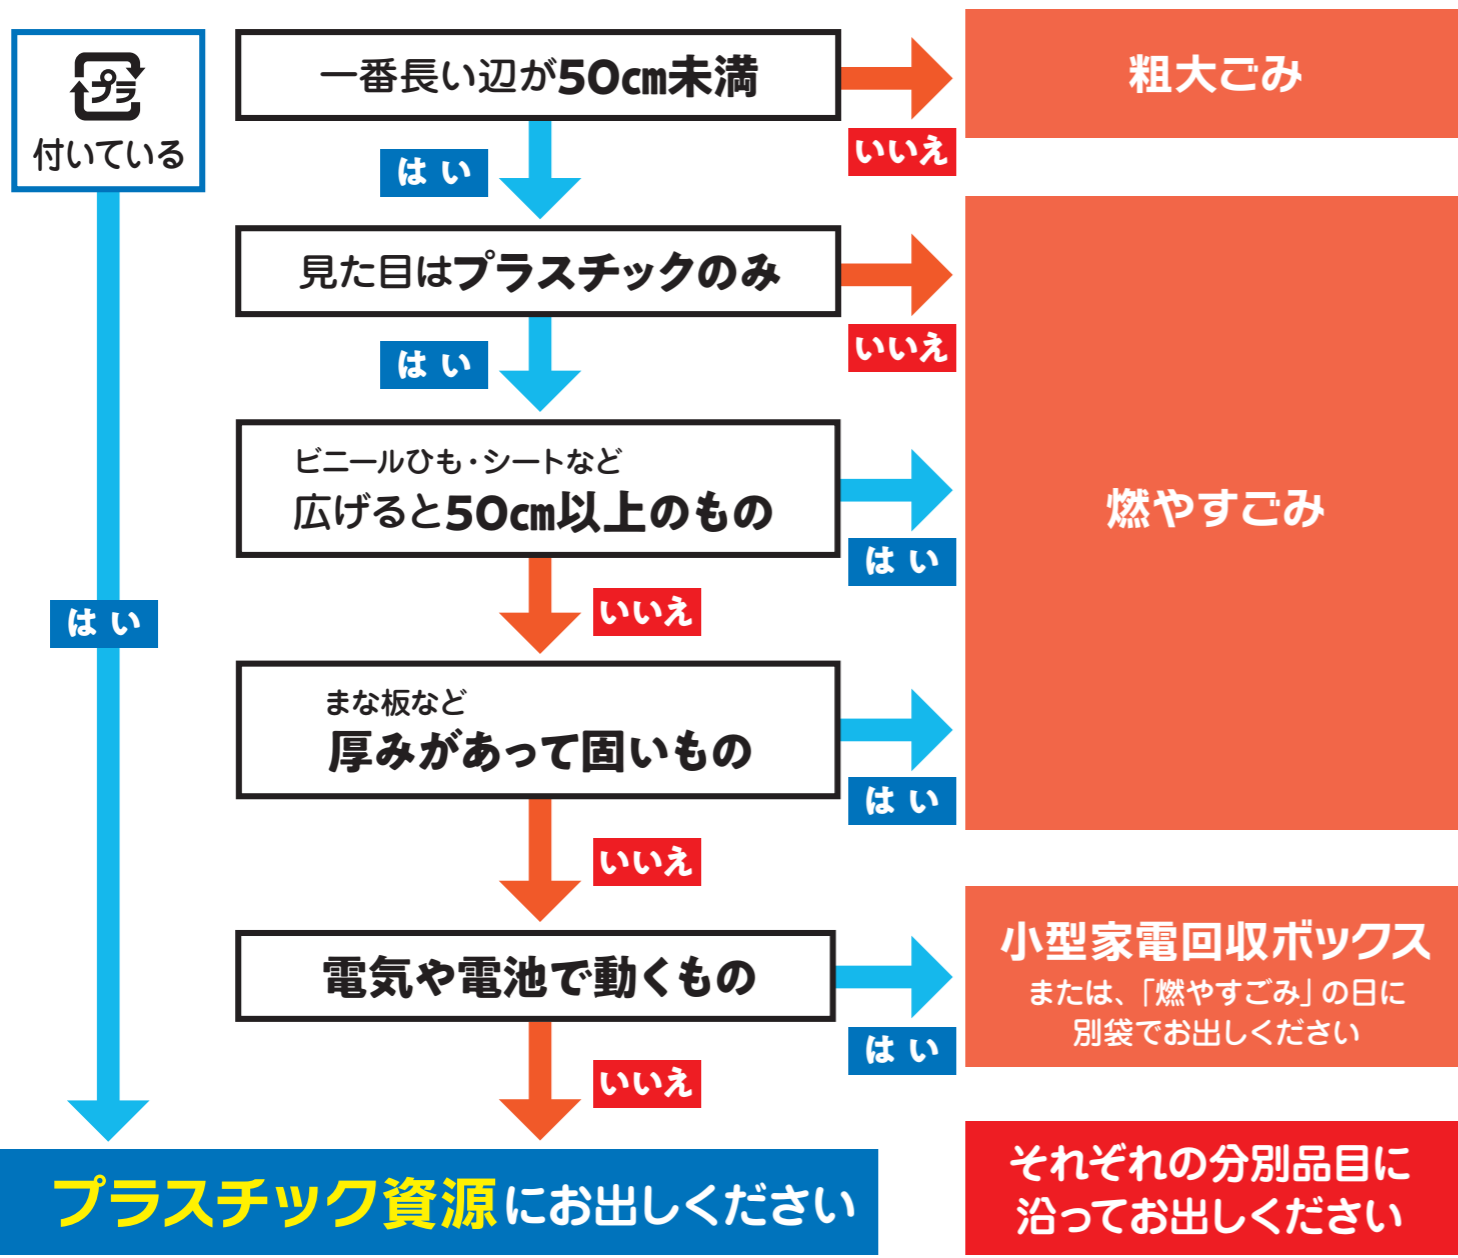 プラ
付いている
一番長い辺が50cm未満
粗大ごみ
いいえ
はい
見た目はプラスチックのみ
いいえ
はい
ビニールひも・シートなど
広げると50cm以上のもの
燃やすごみ
はい
いいえ
はい
まな板など
厚みがあって固いもの
はい
いいえ
電気や電池で動くもの
小型家電回収ボックス
または、「燃やすごみ」の日に
別袋でお出しください
はい
いいえ
プラスチック資源にお出しください
それぞれの分別品目に
沿ってお出しください